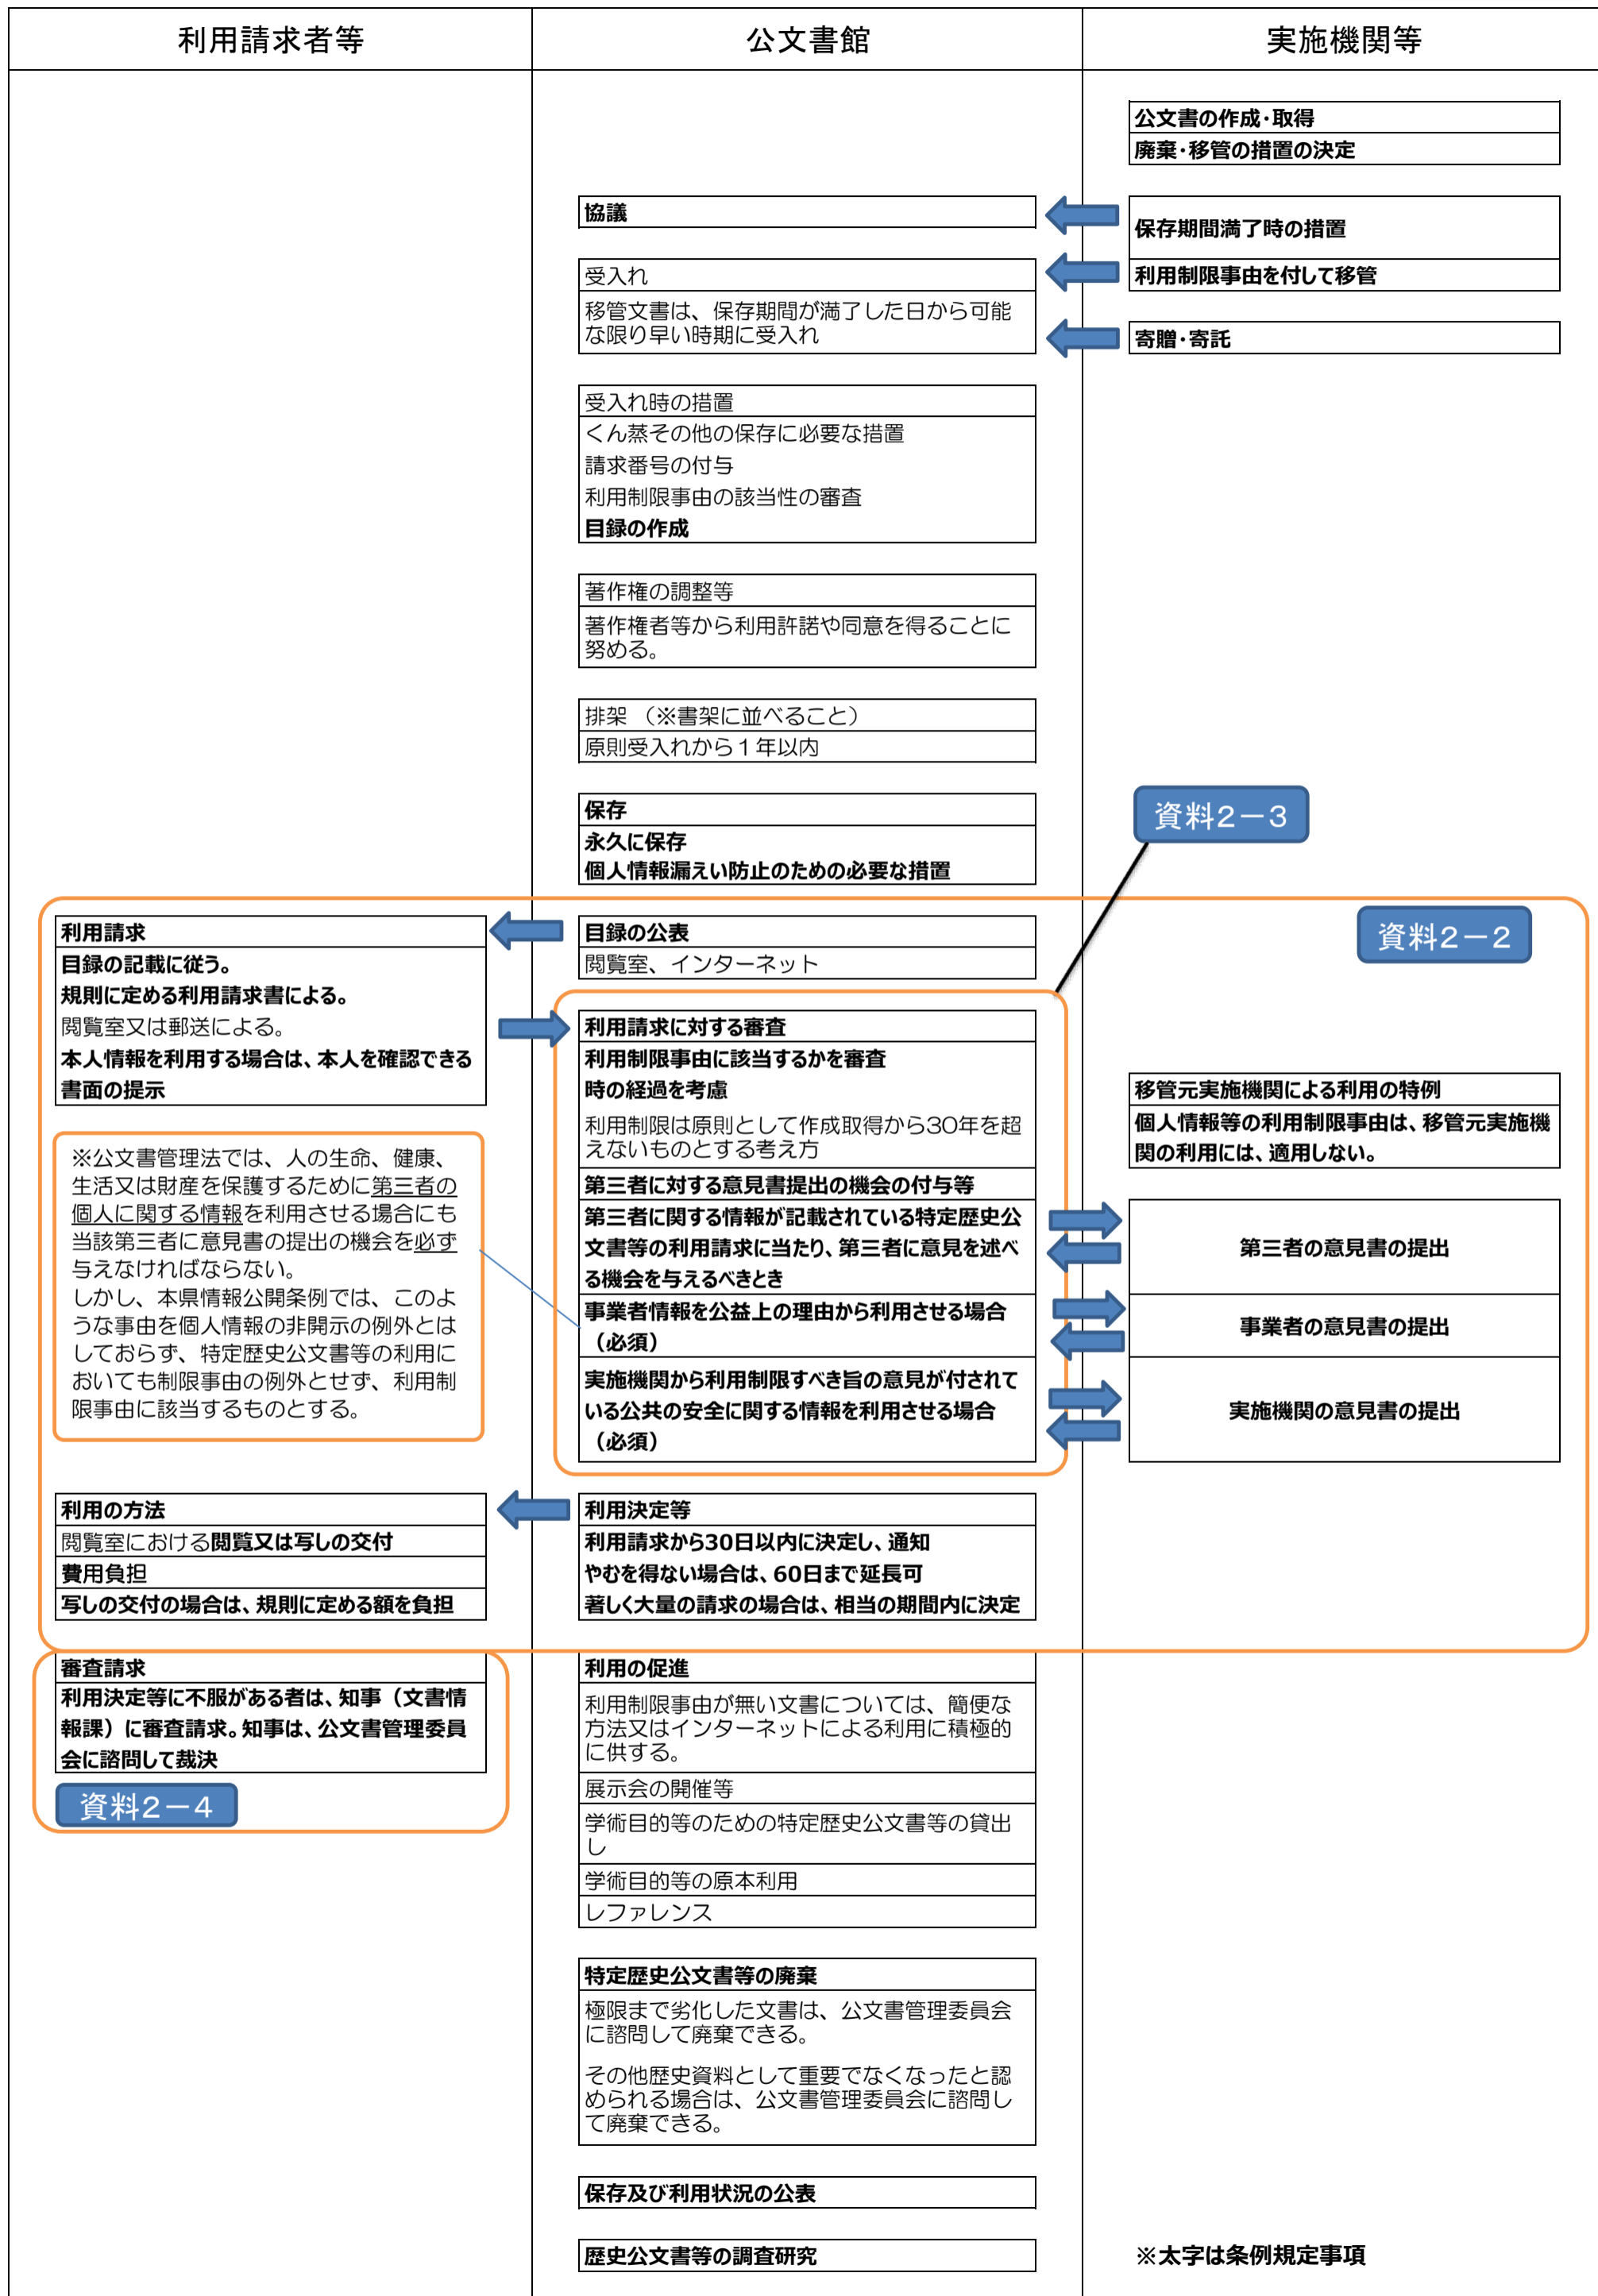 利用請求者等
公文書館
実施機関等
公文書の作成・取得
廃棄・移管の措置の決定
協議
保存期間満了時の措置
受入れ
利用制限事由を付して移管
移管文書は、保存期間が満了した日から可能
な限り早い時期に受入れ
寄贈・寄託
受入れ時の措置
くん蒸その他の保存に必要な措置
請求番号の付与
利用制限事由の該当性の審査
目録の作成
著作権の調整等
著作権者等から利用許諾や同意を得ることに
努める。
排架 （※書架に並べること）
原則受入れから１年以内
保存
永久に保存
個人情報漏えい防止のための必要な措置
資料２－３
資料２－２
利用請求
目録の記載に従う。
規則に定める利用請求書による。
閲覧室又は郵送による。
本人情報を利用する場合は、本人を確認できる
書面の提示
目録の公表
閲覧室、インターネット
利用請求に対する審査
利用制限事由に該当するかを審査
時の経過を考慮
利用制限は原則として作成取得から30年を超
えないものとする考え方
第三者に対する意見書提出の機会の付与等
第三者に関する情報が記載されている特定歴史公
文書等の利用請求に当たり、第三者に意見を述べ
る機会を与えるべきとき
事業者情報を公益上の理由から利用させる場合
（必須）
実施機関から利用制限すべき旨の意見が付されて
いる公共の安全に関する情報を利用させる場合
（必須）
移管元実施機関による利用の特例
個人情報等の利用制限事由は、移管元実施機
関の利用には、適用しない。
第三者の意見書の提出
事業者の意見書の提出
実施機関の意見書の提出
※公文書管理法では、人の生命、健康、
生活又は財産を保護するために第三者の
個人に関する情報を利用させる場合にも
当該第三者に意見書の提出の機会を必ず
与えなければならない。
しかし、本県情報公開条例では、このよ
うな事由を個人情報の非開示の例外とは
しておらず、特定歴史公文書等の利用に
おいても制限事由の例外とせず、利用制
限事由に該当するものとする。
利用の方法
閲覧室における閲覧又は写しの交付
費用負担
写しの交付の場合は、規則に定める額を負担
利用決定等
利用請求から30日以内に決定し、通知
やむを得ない場合は、60日まで延長可
著しく大量の請求の場合は、相当の期間内に決定
審査請求
利用決定等に不服がある者は、知事（文書情
報課）に審査請求。知事は、公文書管理委員
会に諮問して裁決
資料２－４
利用の促進
利用制限事由が無い文書については、簡便な
方法又はインターネットによる利用に積極的
に供する。
展示会の開催等
学術目的等のための特定歴史公文書等の貸出
し
学術目的等の原本利用
レファレンス
特定歴史公文書等の廃棄
極限まで劣化した文書は、公文書管理委員会
に諮問して廃棄できる。
その他歴史資料として重要でなくなったと認
められる場合は、公文書管理委員会に諮問し
て廃棄できる。
保存及び利用状況の公表
歴史公文書等の調査研究
※太字は条例規定事項